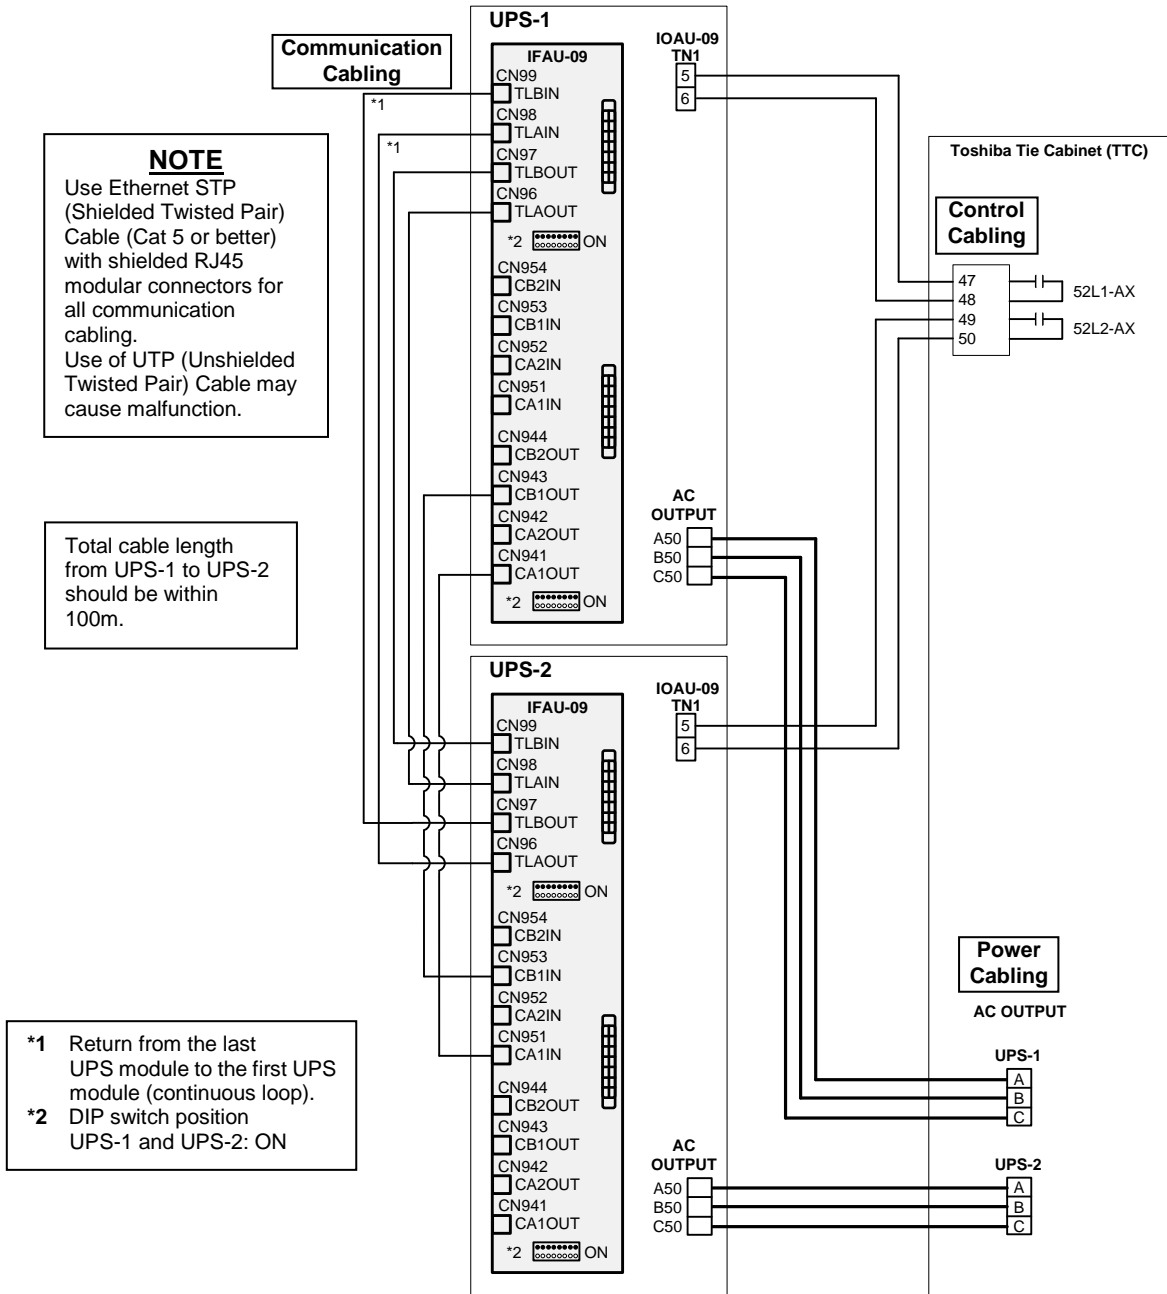 UPS-1
Communication
Cabling
IFAU-09
CN99
TLBIN
*1
CN98
TLAIN
*1
CN97
TLBOUT
CN96
TLAOUT
*2 ON
CN954
CB2IN
CN953
CB1IN
CN952
CA2IN
CN951
CA1IN
CN944
CB2OUT
CN943
CB1OUT
CN942
CA2OUT
CN941
CA1OUT
*2 ON
IOAU-09
TN1
5
6
AC
OUTPUT
A50
B50
C50
NOTE
Use Ethernet STP
(Shielded Twisted Pair)
Cable (Cat 5 or better)
with shielded RJ45
modular connectors for
all communication
cabling.
Use of UTP (Unshielded
Twisted Pair) Cable may
cause malfunction.
Total cable length
from UPS-1 to UPS-2
should be within
100m.
Toshiba Tie Cabinet (TTC)
Control
Cabling
47
48
49
50
52L1-AX
52L2-AX
UPS-2
IFAU-09
CN99
TLBIN
CN98
TLAIN
CN97
TLBOUT
CN96
TLAOUT
*2 ON
CN954
CB2IN
CN953
CB1IN
CN952
CA2IN
CN951
CA1IN
CN944
CB2OUT
CN943
CB1OUT
CN942
CA2OUT
CN941
CA1OUT
*2 ON
IOAU-09
TN1
5
6
AC
OUTPUT
A50
B50
C50
*1 Return from the last
UPS module to the first UPS
module (continuous loop).
*2 DIP switch position
UPS-1 and UPS-2: ON
Power
Cabling
AC OUTPUT
UPS-1
A
B
C
UPS-2
A
B
C